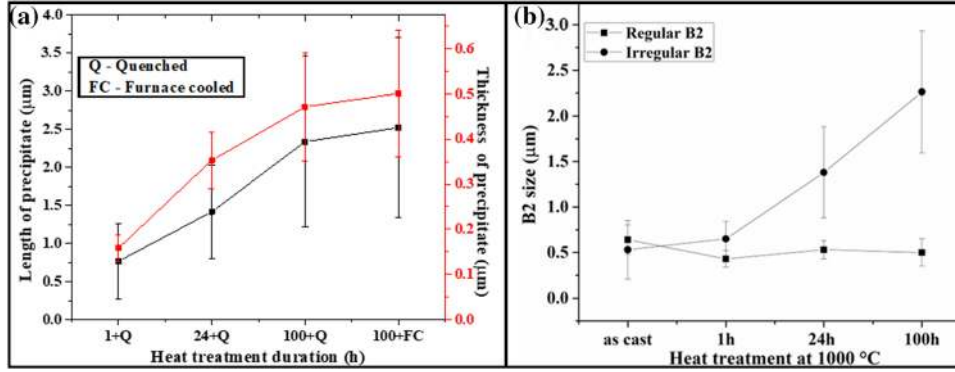 (a)
4.0
3.5
3.0
2.5
2.0
1.5
1.0
0.5
0.0
Length of precipitate (μm)
Q - Quenched
FC - Furnace cooled
0.6
0.5
0.4
0.3
0.2
0.1
0.0
Thickness of
precipitate (μm)
1+Q 24+Q 100+Q 100+FC
Heat treatment duration (h)
(b)
3.0
2.5
2.0
1.5
1.0
0.5
0.0
B2 size (μm)
Regular B2
Irregular B2
as cast 1h 24h 100h
Heat treatment at 1000 °C